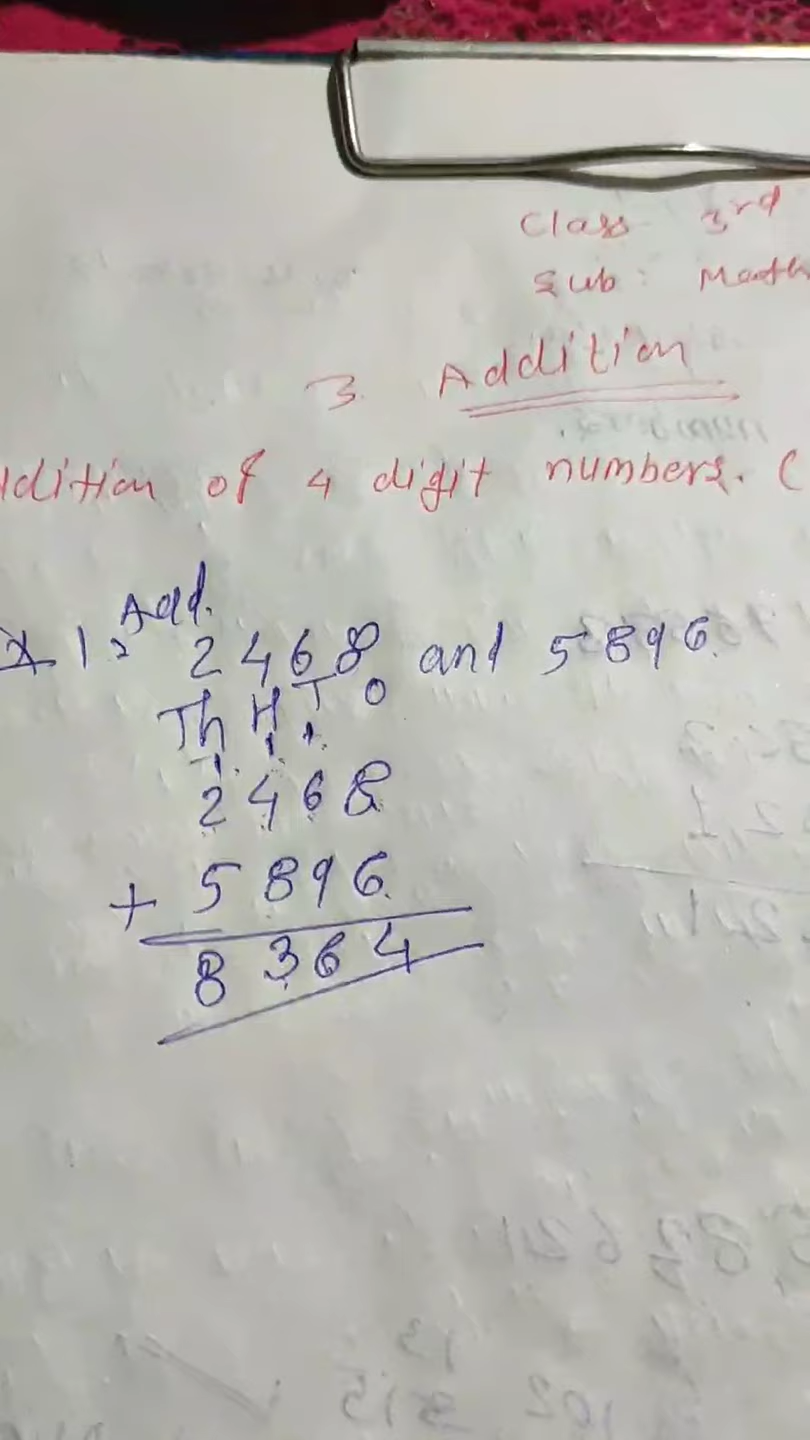 Class 3rd
Sub: Math
3. Addition
ddition of 4 digit numbers. (
Add.
1> 2468 and 5896.
Th H T O
1 1 1
2468
+ 5896
8364